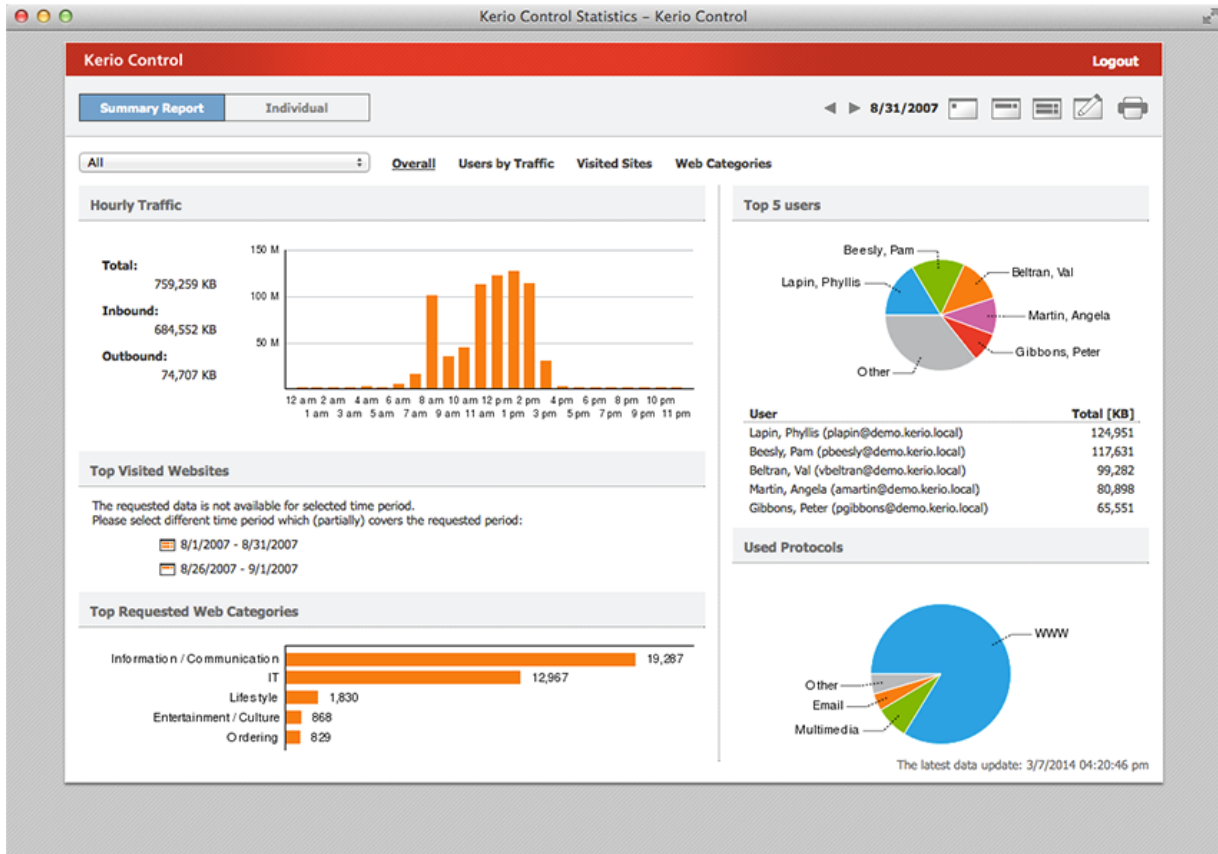 Kerio Control Statistics – Kerio Control
Kerio Control
Logout
Summary Report
Individual
8/31/2007
All
Overall
Users by Traffic
Visited Sites
Web Categories
Hourly Traffic
Total:
759,259 KB
Inbound:
684,552 KB
Outbound:
74,707 KB
150 M
100 M
50 M
12 am 2 am 4 am 6 am 8 am 10 am 12 pm 2 pm 4 pm 6 pm 8 pm 10 pm
1 am 3 am 5 am 7 am 9 am 11 am 1 pm 3 pm 5 pm 7 pm 9 pm 11 pm
Top Visited Websites
The requested data is not available for selected time period.
Please select different time period which (partially) covers the requested period:
8/1/2007 - 8/31/2007
8/26/2007 - 9/1/2007
Top Requested Web Categories
Information / Communication 19,287
IT 12,967
Lifestyle 1,830
Entertainment / Culture 868
Ordering 829
Top 5 users
Beesly, Pam
Beltran, Val
Lapin, Phyllis
Martin, Angela
Gibbons, Peter
Other
User Total [KB]
Lapin, Phyllis (plapin@demo.kerio.local) 124,951
Beesly, Pam (pbeesly@demo.kerio.local) 117,631
Beltran, Val (vbeltran@demo.kerio.local) 99,282
Martin, Angela (amartin@demo.kerio.local) 80,898
Gibbons, Peter (pgibbons@demo.kerio.local) 65,551
Used Protocols
WWW
Other
Email
Multimedia
The latest data update: 3/7/2014 04:20:46 pm